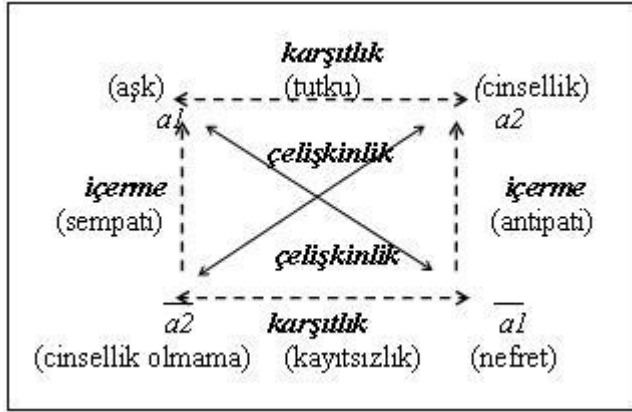 karşıtlık
(aşk) (tutku) (cinsellik)
a1 a2
çelişkinlik
içerme içerme
(sempati) (antipati)
çelişkinlik
a2 karşıtlık a1
(cinsellik olmama) (kayıtsızlık) (nefret)